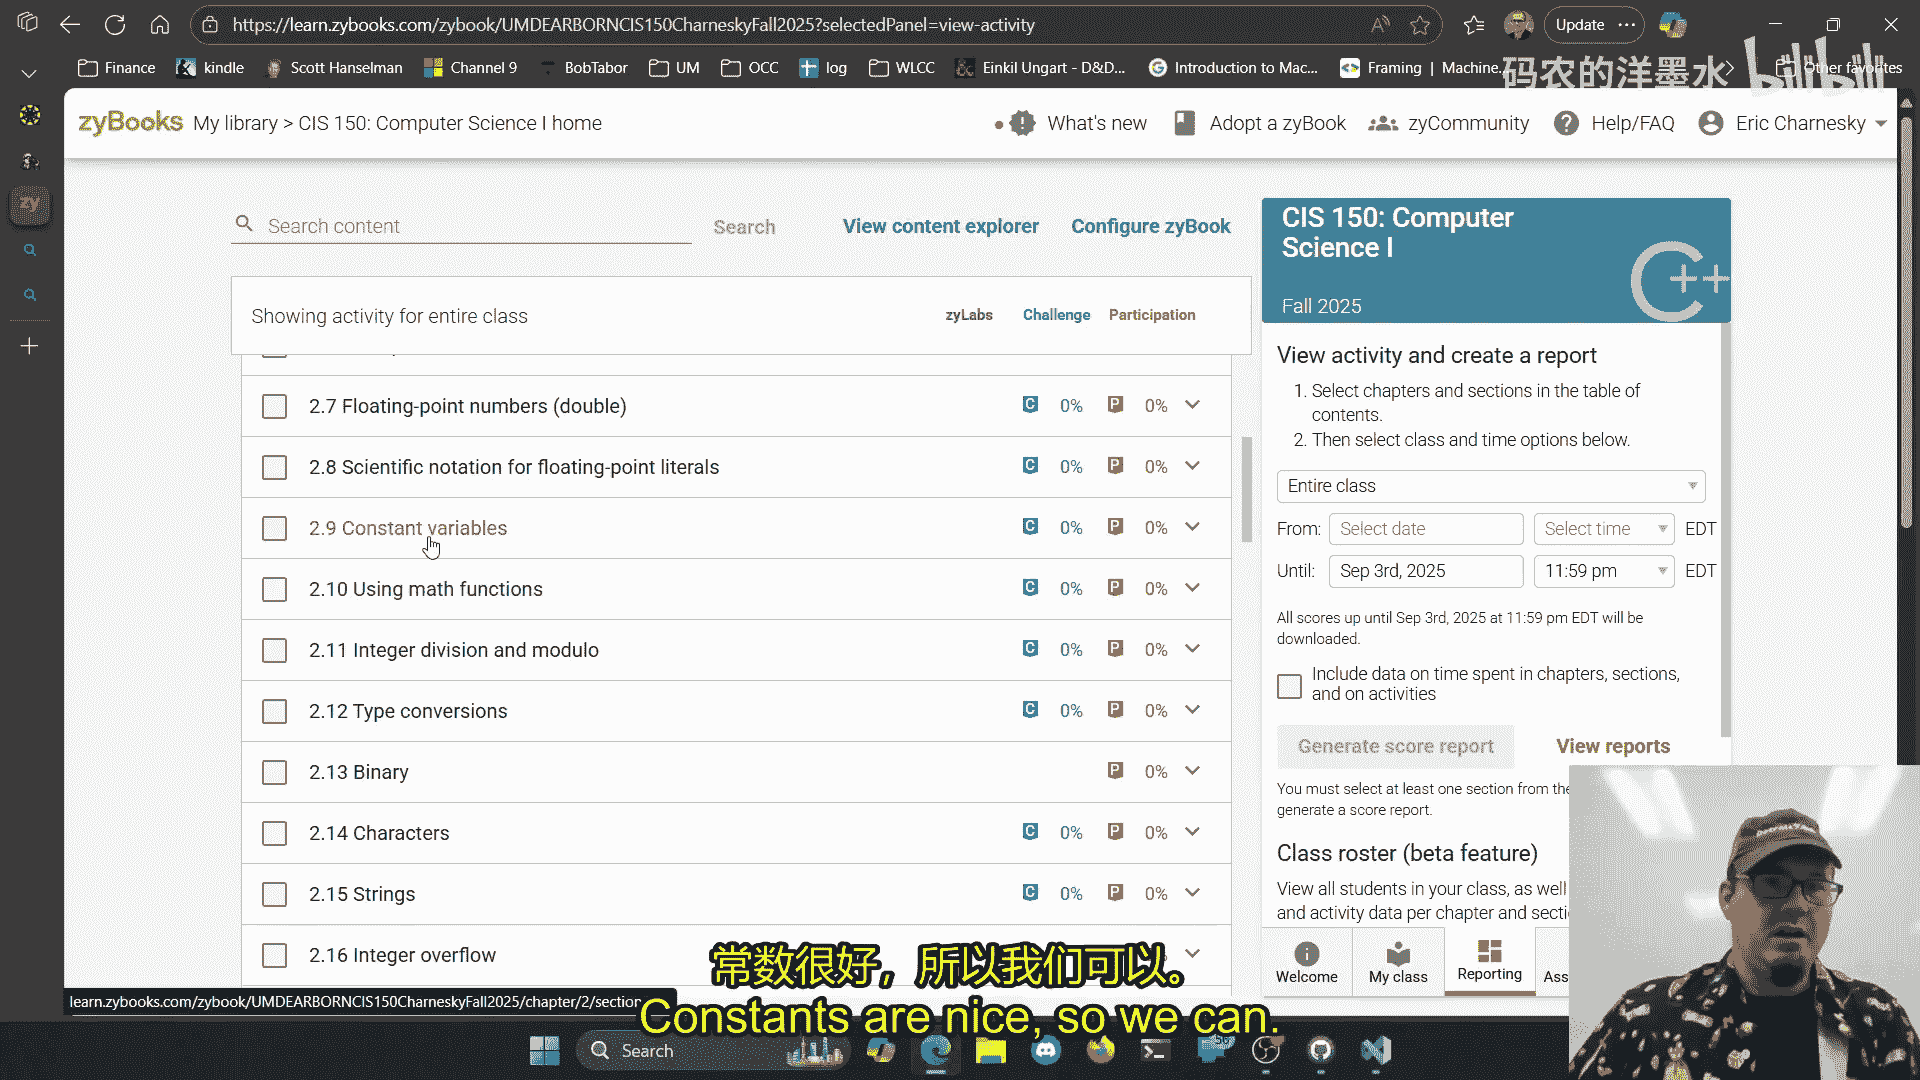 https://learn.zybooks.com/zybook/UMDEARBORNCIS150CharneskyFall2025?selectedPanel=view-activity
Update
Finance
kindle
Scott Hanselman
Channel 9
BobTabor
UM
OCC
log
WLCC
Einkil Ungart - D&D...
Introduction to Mac...
Framing | Machine...
Other favorites
码农的洋墨水
bilibili
zyBooks My library > CIS 150: Computer Science I home
What's new
Adopt a zyBook
zyCommunity
Help/FAQ
Eric Charnesky
zy
Search content
Search
View content explorer
Configure zyBook
Showing activity for entire class
zyLabs
Challenge
Participation
2.7 Floating-point numbers (double)
C 0% P 0%
2.8 Scientific notation for floating-point literals
C 0% P 0%
2.9 Constant variables
C 0% P 0%
2.10 Using math functions
C 0% P 0%
2.11 Integer division and modulo
C 0% P 0%
2.12 Type conversions
C 0% P 0%
2.13 Binary
P 0%
2.14 Characters
C 0% P 0%
2.15 Strings
C 0% P 0%
2.16 Integer overflow
CIS 150: Computer
Science I
Fall 2025
C++
View activity and create a report
1. Select chapters and sections in the table of
contents.
2. Then select class and time options below.
Entire class
From: Select date Select time EDT
Until: Sep 3rd, 2025 11:59 pm EDT
All scores up until Sep 3rd, 2025 at 11:59 pm EDT will be
downloaded.
Include data on time spent in chapters, sections,
and on activities
Generate score report
View reports
You must select at least one section from the
generate a score report.
Class roster (beta feature)
View all students in your class, as well
and activity data per chapter and secti
Welcome
My class
Reporting
Ass
learn.zybooks.com/zybook/UMDEARBORNCIS150CharneskyFall2025/chapter/2/section
常数很好，所以我们可以。
Constants are nice, so we can.
Search